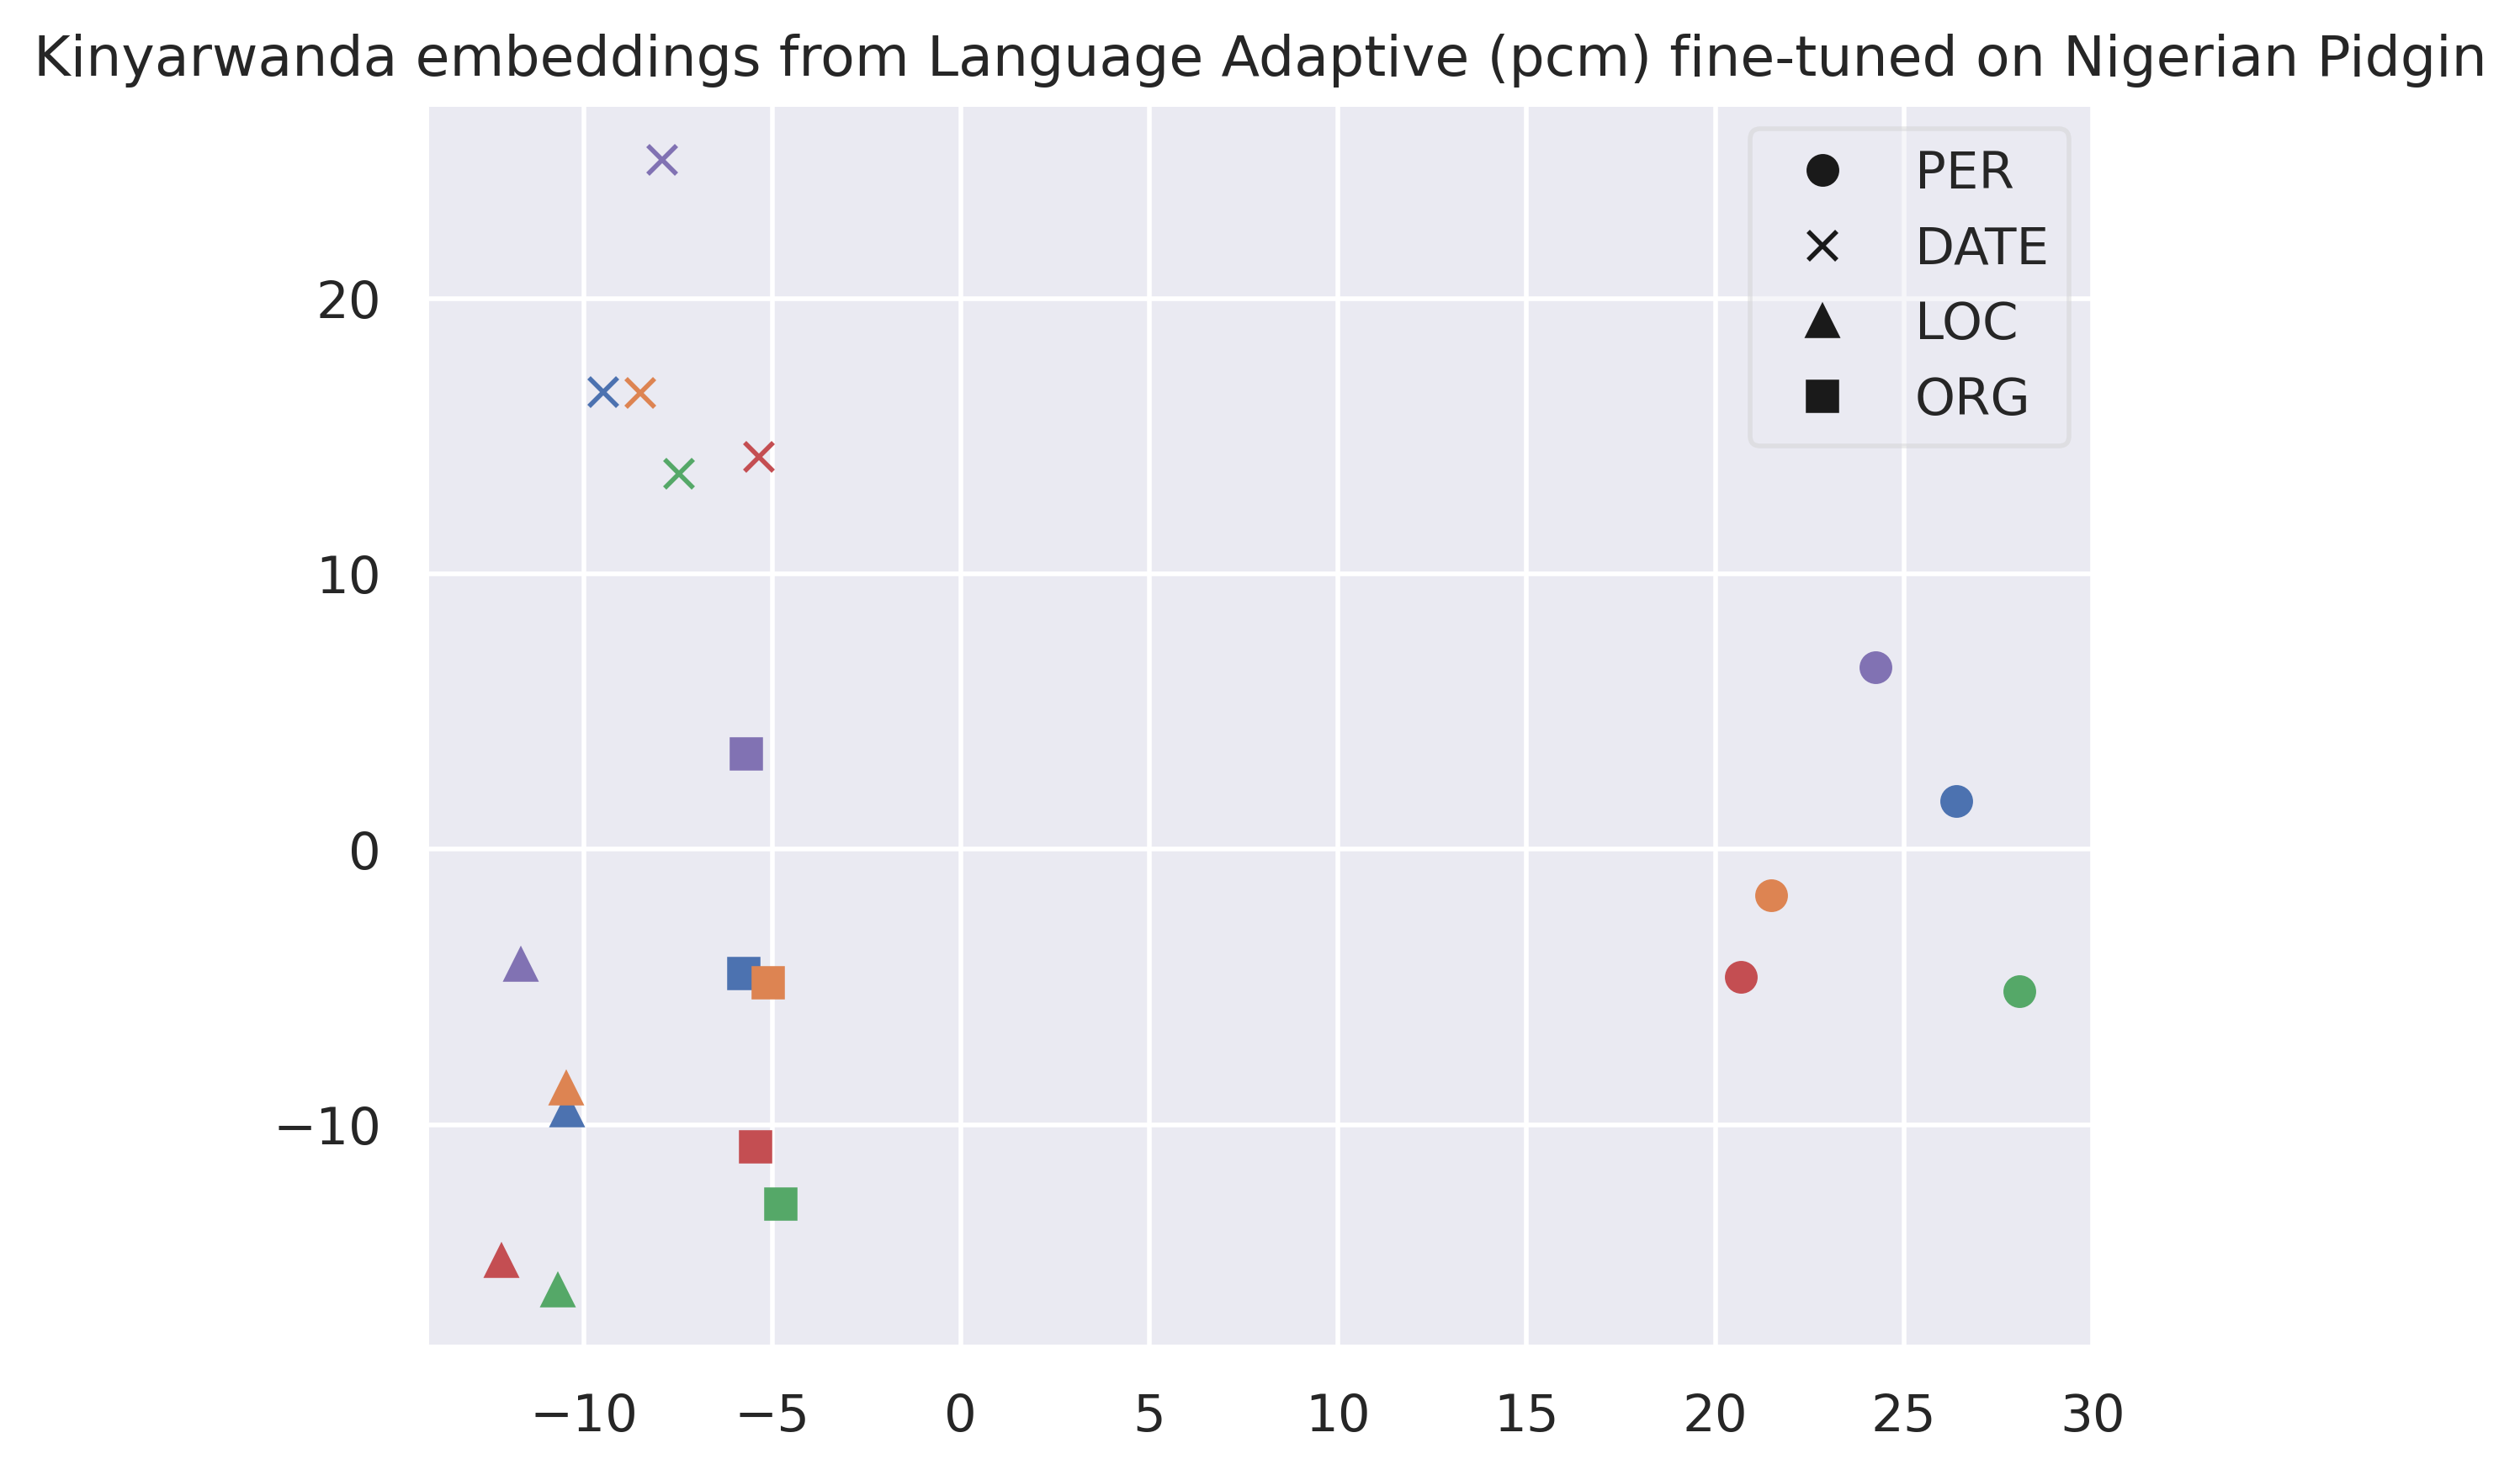 Kinyarwanda embeddings from Language Adaptive (pcm) fine-tuned on Nigerian Pidgin
PER
DATE
LOC
ORG
20
10
0
−10
−10 −5 0 5 10 15 20 25 30